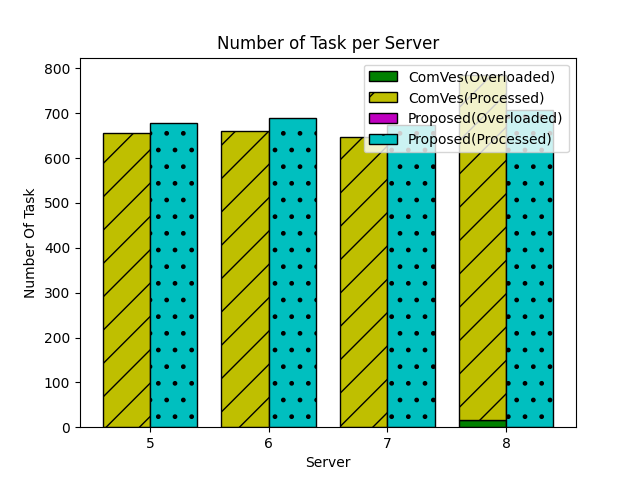 Number of Task per Server
ComVes(Overloaded)
ComVes(Processed)
Proposed(Overloaded)
Proposed(Processed)
Number Of Task
800
700
600
500
400
300
200
100
0
5 6 7 8
Server